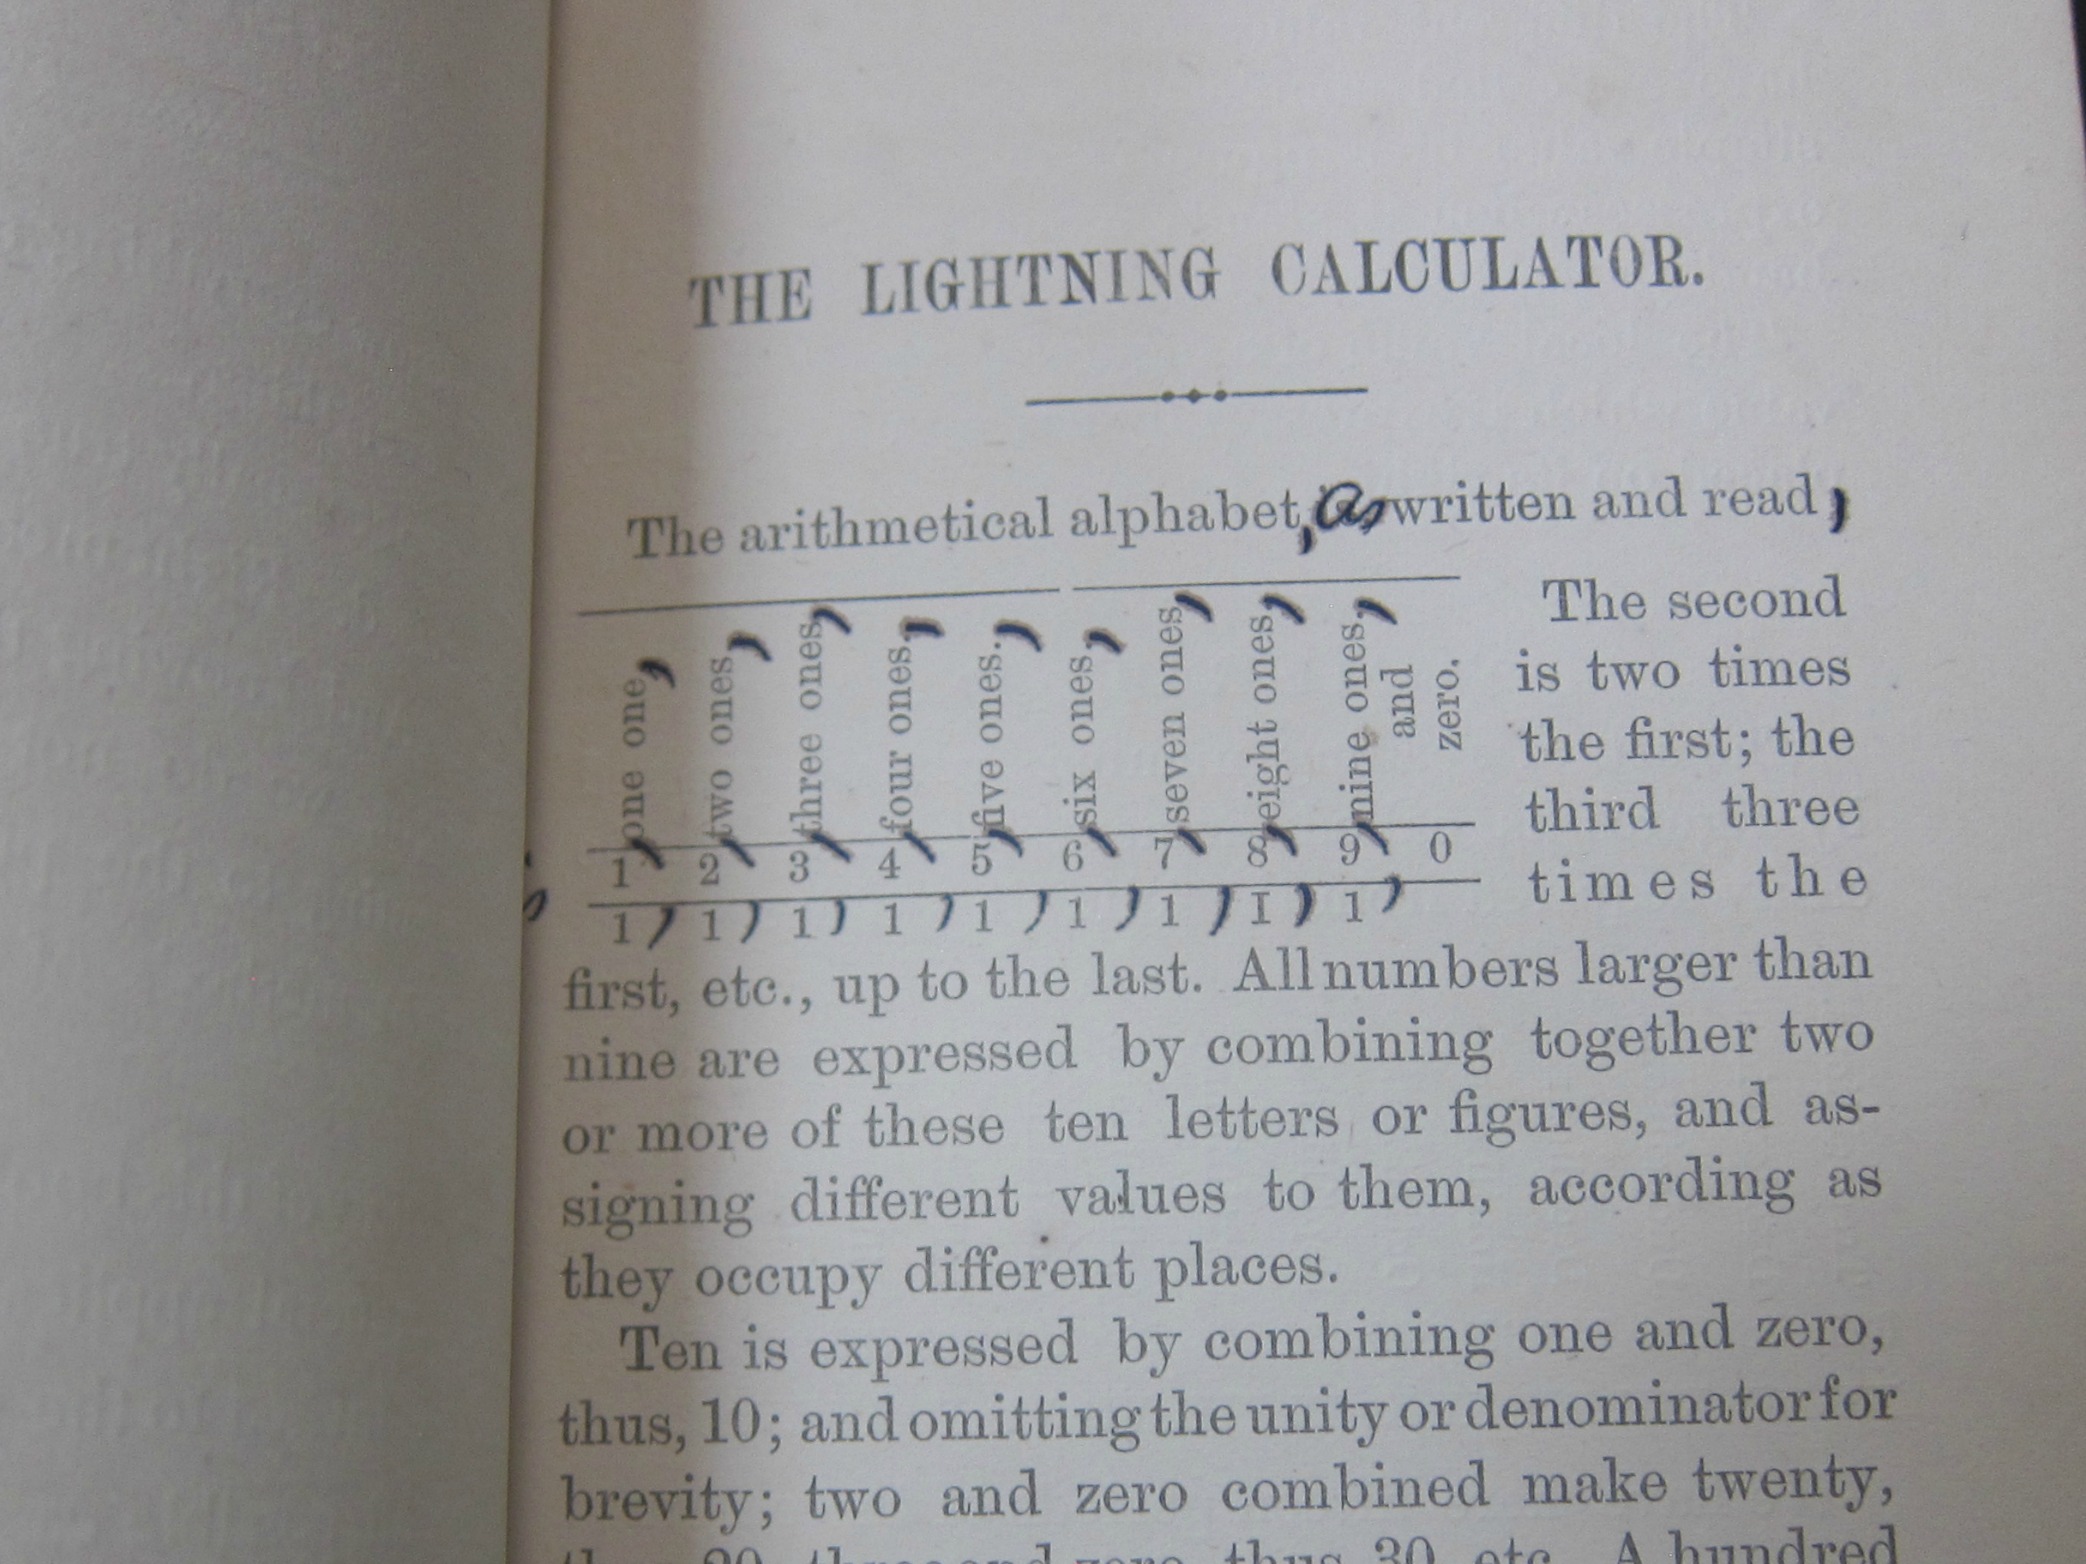 THE LIGHTNING CALCULATOR.
The arithmetical alphabet, as written and read,
one one,
two ones,
three ones,
four ones,
five ones.,
six ones,
seven ones,
eight ones,
nine ones,
and
zero.
1, 2, 3, 4, 5, 6, 7, 8, 9, 0
1, 1, 1, 1, 1, 1, 1, 1, 1,
The second
is two times
the first; the
third three
times the
first, etc., up to the last. All numbers larger than
nine are expressed by combining together two
or more of these ten letters or figures, and as-
signing different values to them, according as
they occupy different places.
Ten is expressed by combining one and zero,
thus, 10; and omitting the unity or denominator for
brevity; two and zero combined make twenty,
thus 30, etc. A hundred